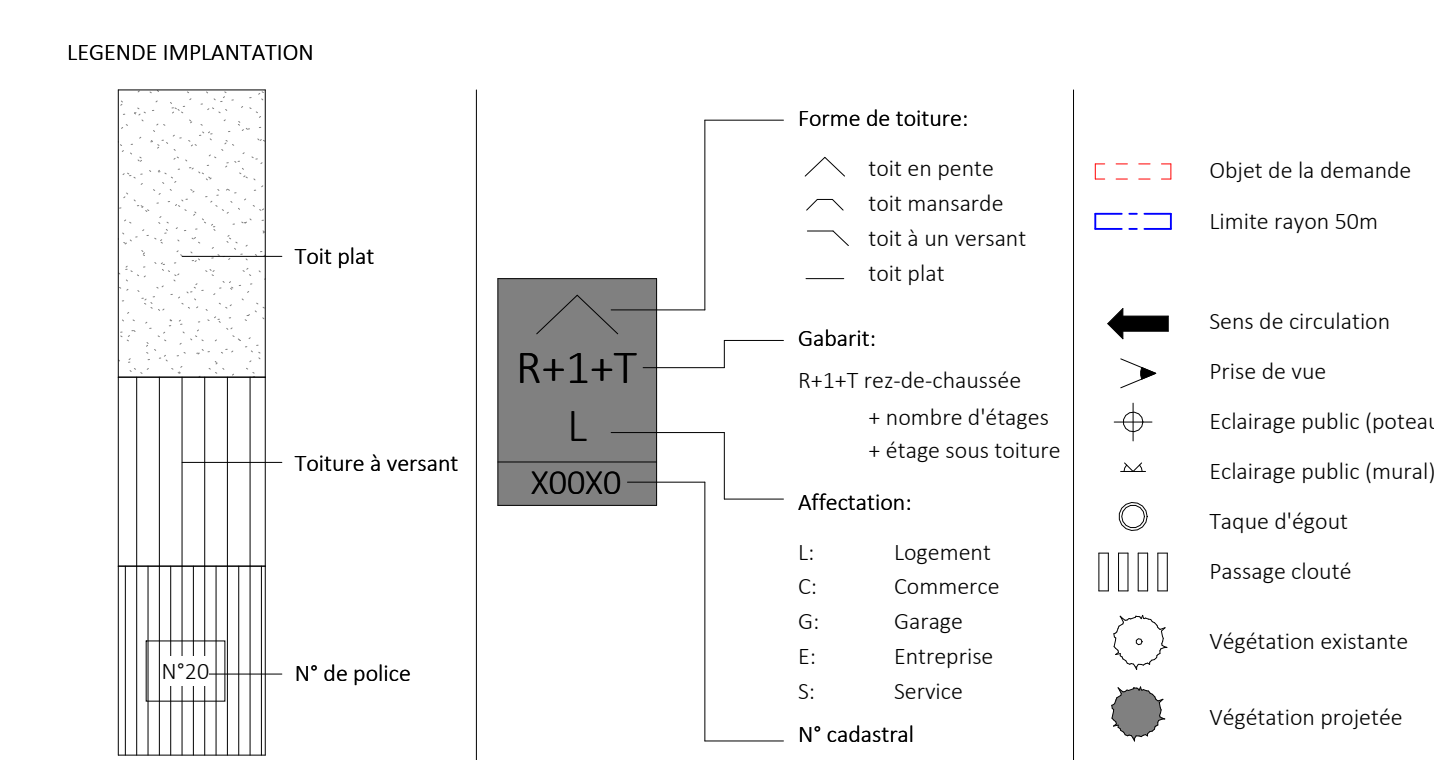 LEGENDE IMPLANTATION
Toit plat
Toiture à versant
N°20
N° de police
R+1+T
L
X00X0
Forme de toiture:
toit en pente
toit mansarde
toit à un versant
toit plat
Gabarit:
R+1+T rez-de-chaussée
+ nombre d'étages
+ étage sous toiture
Affectation:
L: Logement
C: Commerce
G: Garage
E: Entreprise
S: Service
N° cadastral
Objet de la demande
Limite rayon 50m
Sens de circulation
Prise de vue
Eclairage public (poteau
Eclairage public (mural)
Taque d'égout
Passage clouté
Végétation existante
Végétation projetée